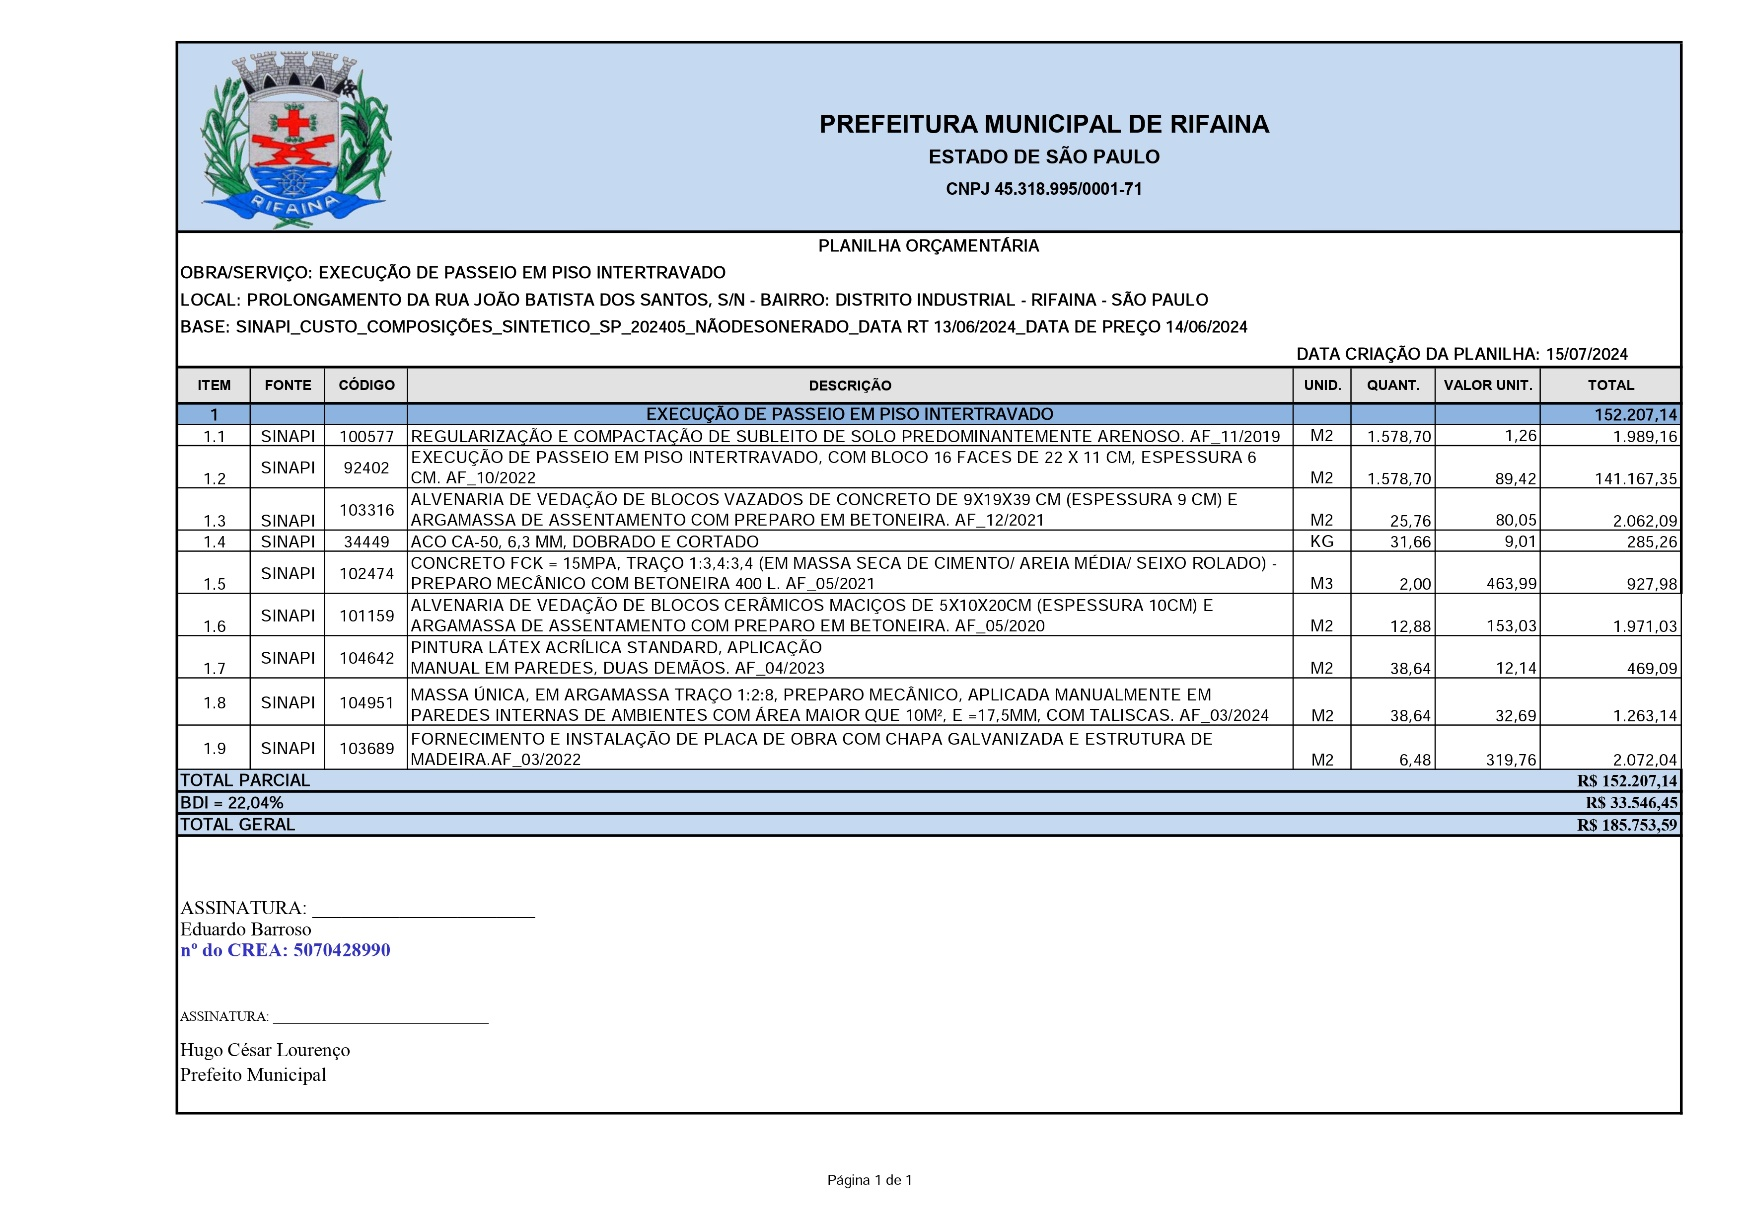 RIFAINA
PREFEITURA MUNICIPAL DE RIFAINA
ESTADO DE SÃO PAULO
CNPJ 45.318.995/0001-71
PLANILHA ORÇAMENTÁRIA
OBRA/SERVIÇO: EXECUÇÃO DE PASSEIO EM PISO INTERTRAVADO
LOCAL: PROLONGAMENTO DA RUA JOÃO BATISTA DOS SANTOS, S/N - BAIRRO: DISTRITO INDUSTRIAL - RIFAINA - SÃO PAULO
BASE: SINAPI_CUSTO_COMPOSIÇÕES_SINTETICO_SP_202405_NÃODESONERADO_DATA RT 13/06/2024_DATA DE PREÇO 14/06/2024
DATA CRIAÇÃO DA PLANILHA: 15/07/2024
ITEM FONTE CÓDIGO DESCRIÇÃO UNID. QUANT. VALOR UNIT. TOTAL
1 EXECUÇÃO DE PASSEIO EM PISO INTERTRAVADO 152.207,14
1.1 SINAPI 100577 REGULARIZAÇÃO E COMPACTAÇÃO DE SUBLEITO DE SOLO PREDOMINANTEMENTE ARENOSO. AF_11/2019 M2 1.578,70 1,26 1.989,16
EXECUÇÃO DE PASSEIO EM PISO INTERTRAVADO, COM BLOCO 16 FACES DE 22 X 11 CM, ESPESSURA 6
1.2 SINAPI 92402 CM. AF_10/2022 M2 1.578,70 89,42 141.167,35
ALVENARIA DE VEDAÇÃO DE BLOCOS VAZADOS DE CONCRETO DE 9X19X39 CM (ESPESSURA 9 CM) E
1.3 SINAPI 103316 ARGAMASSA DE ASSENTAMENTO COM PREPARO EM BETONEIRA. AF_12/2021 M2 25,76 80,05 2.062,09
1.4 SINAPI 34449 ACO CA-50, 6,3 MM, DOBRADO E CORTADO KG 31,66 9,01 285,26
CONCRETO FCK = 15MPA, TRAÇO 1:3,4:3,4 (EM MASSA SECA DE CIMENTO/ AREIA MÉDIA/ SEIXO ROLADO) -
1.5 SINAPI 102474 PREPARO MECÂNICO COM BETONEIRA 400 L. AF_05/2021 M3 2,00 463,99 927,98
ALVENARIA DE VEDAÇÃO DE BLOCOS CERÂMICOS MACIÇOS DE 5X10X20CM (ESPESSURA 10CM) E
1.6 SINAPI 101159 ARGAMASSA DE ASSENTAMENTO COM PREPARO EM BETONEIRA. AF_05/2020 M2 12,88 153,03 1.971,03
PINTURA LÁTEX ACRÍLICA STANDARD, APLICAÇÃO
1.7 SINAPI 104642 MANUAL EM PAREDES, DUAS DEMÃOS. AF_04/2023 M2 38,64 12,14 469,09
MASSA ÚNICA, EM ARGAMASSA TRAÇO 1:2:8, PREPARO MECÂNICO, APLICADA MANUALMENTE EM
1.8 SINAPI 104951 PAREDES INTERNAS DE AMBIENTES COM ÁREA MAIOR QUE 10M², E =17,5MM, COM TALISCAS. AF_03/2024 M2 38,64 32,69 1.263,14
FORNECIMENTO E INSTALAÇÃO DE PLACA DE OBRA COM CHAPA GALVANIZADA E ESTRUTURA DE
1.9 SINAPI 103689 MADEIRA.AF_03/2022 M2 6,48 319,76 2.072,04
TOTAL PARCIAL R$ 152.207,14
BDI = 22,04% R$ 33.546,45
TOTAL GERAL R$ 185.753,59
ASSINATURA: _______________________
Eduardo Barroso
nº do CREA: 5070428990
ASSINATURA: _______________________________
Hugo César Lourenço
Prefeito Municipal
Página 1 de 1